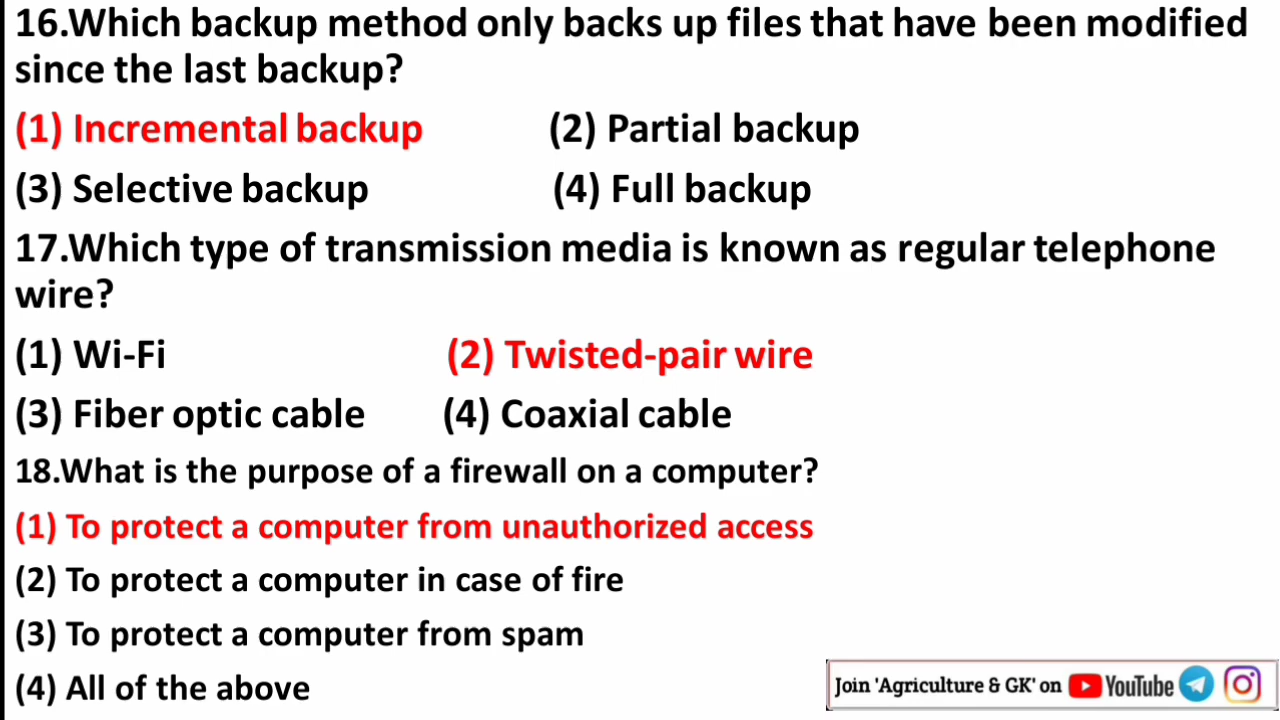 16.Which backup method only backs up files that have been modified
since the last backup?
(1) Incremental backup (2) Partial backup
(3) Selective backup (4) Full backup
17.Which type of transmission media is known as regular telephone
wire?
(1) Wi-Fi (2) Twisted-pair wire
(3) Fiber optic cable (4) Coaxial cable
18.What is the purpose of a firewall on a computer?
(1) To protect a computer from unauthorized access
(2) To protect a computer in case of fire
(3) To protect a computer from spam
(4) All of the above
Join 'Agriculture & GK' on YouTube